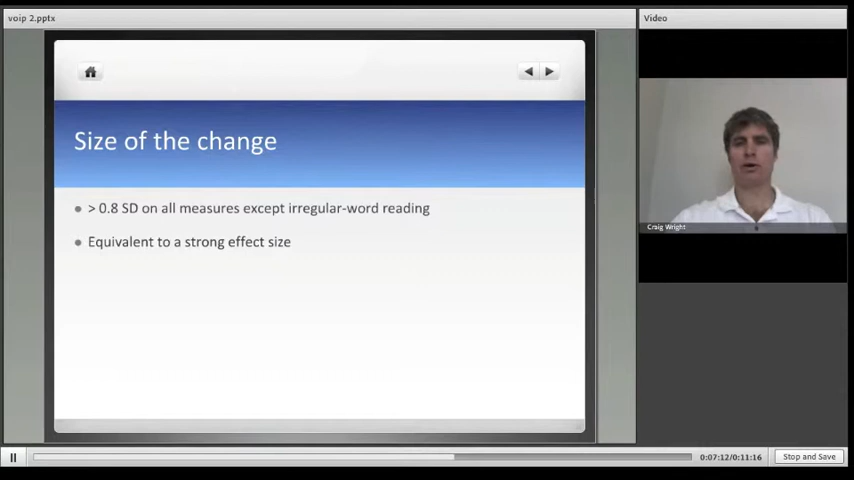 voip 2.pptx
Video
Size of the change
> 0.8 SD on all measures except irregular-word reading
Equivalent to a strong effect size
Craig Wright
0:07:12/0:11:16
Stop and Save